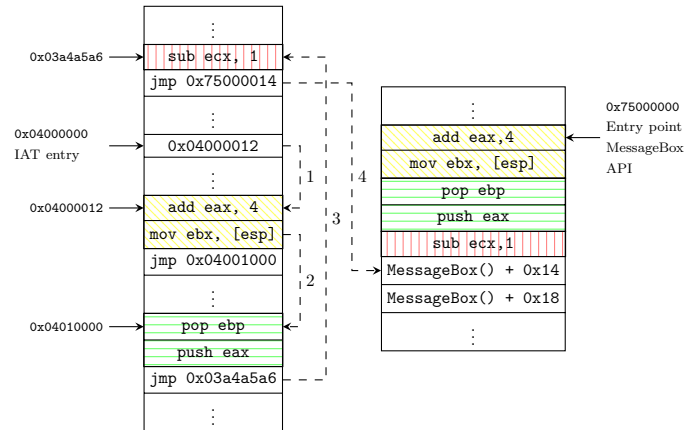 ⋮
0x03a4a5a6
sub ecx, 1
jmp 0x75000014
⋮
0x04000000
IAT entry
0x04000012
⋮
1
0x04000012
add eax, 4
mov ebx, [esp]
jmp 0x04001000
2
⋮
0x04010000
pop ebp
push eax
jmp 0x03a4a5a6
⋮
3
4
⋮
add eax,4
mov ebx, [esp]
pop ebp
push eax
sub ecx,1
MessageBox() + 0x14
MessageBox() + 0x18
⋮
0x75000000
Entry point
MessageBox
API